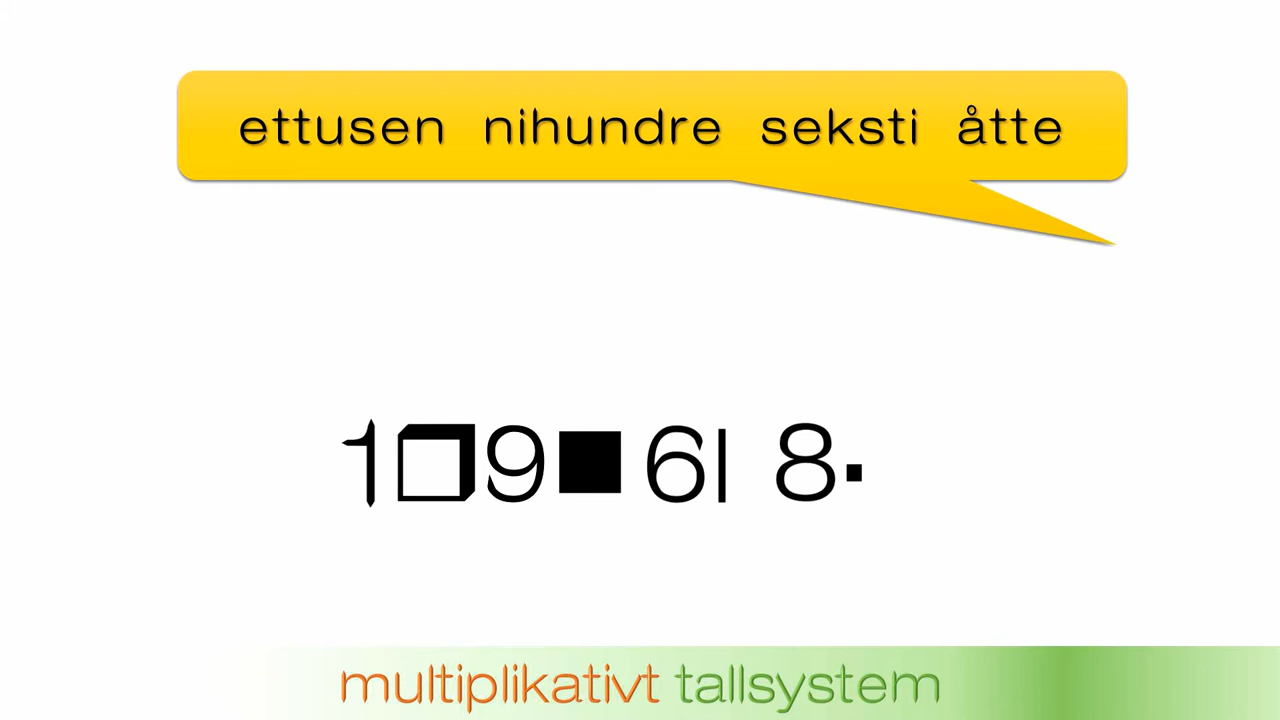 ettusen nihundre seksti åtte
1❒9■6| 8▪
multiplikativt tallsystem